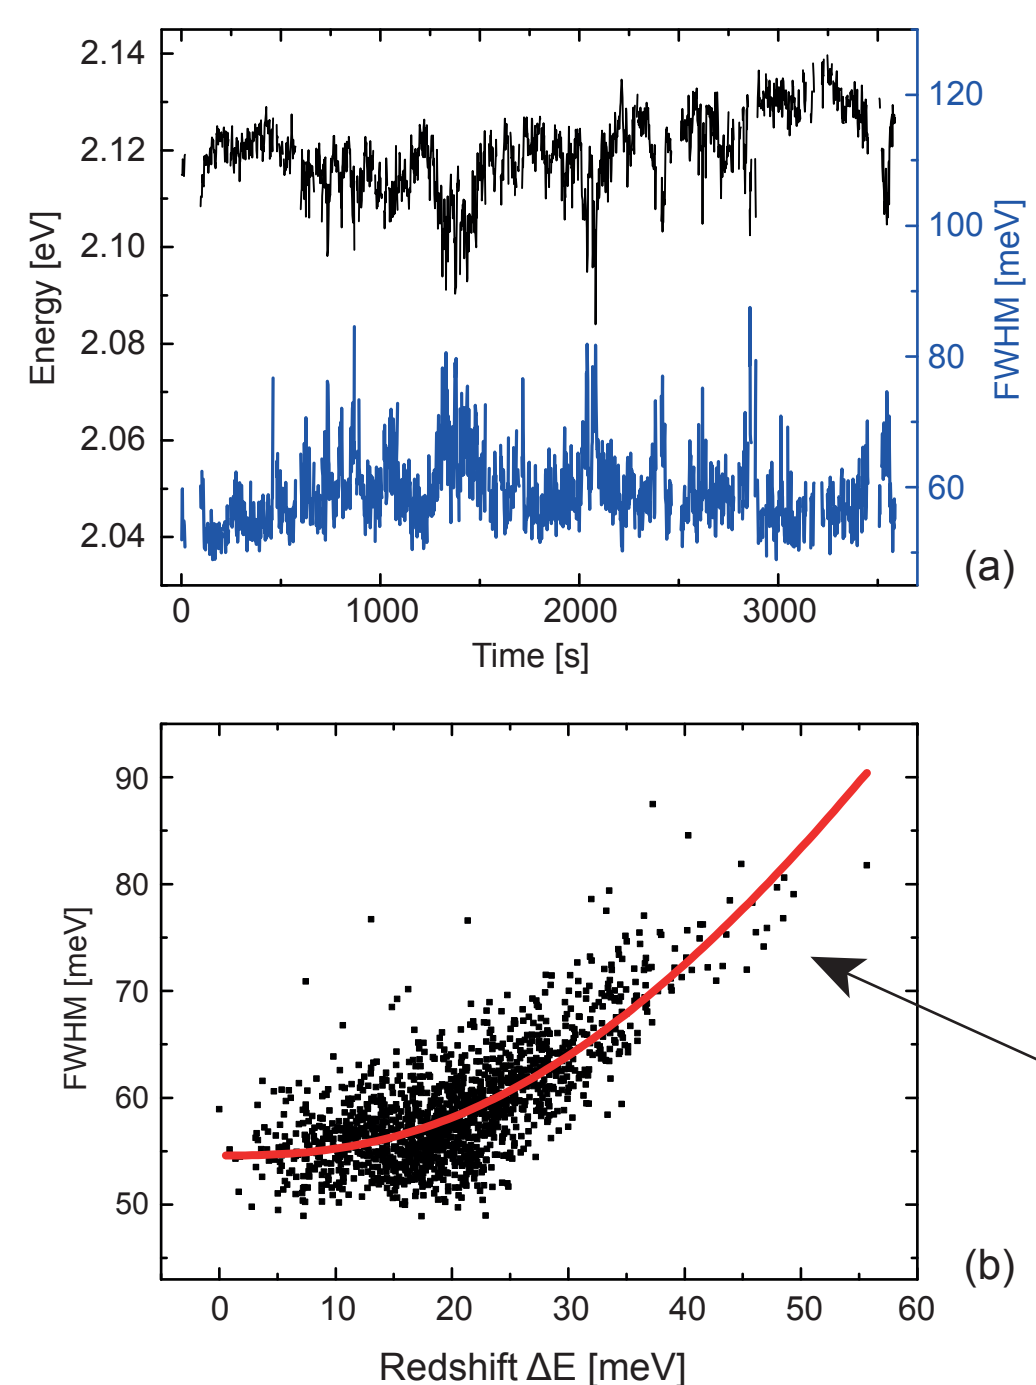 2.14
2.12
2.10
2.08
2.06
2.04
Energy [eV]
120
100
80
60
FWHM [meV]
0 1000 2000 3000
Time [s]
(a)
90
80
70
60
50
FWHM [meV]
0 10 20 30 40 50 60
Redshift ΔE [meV]
(b)